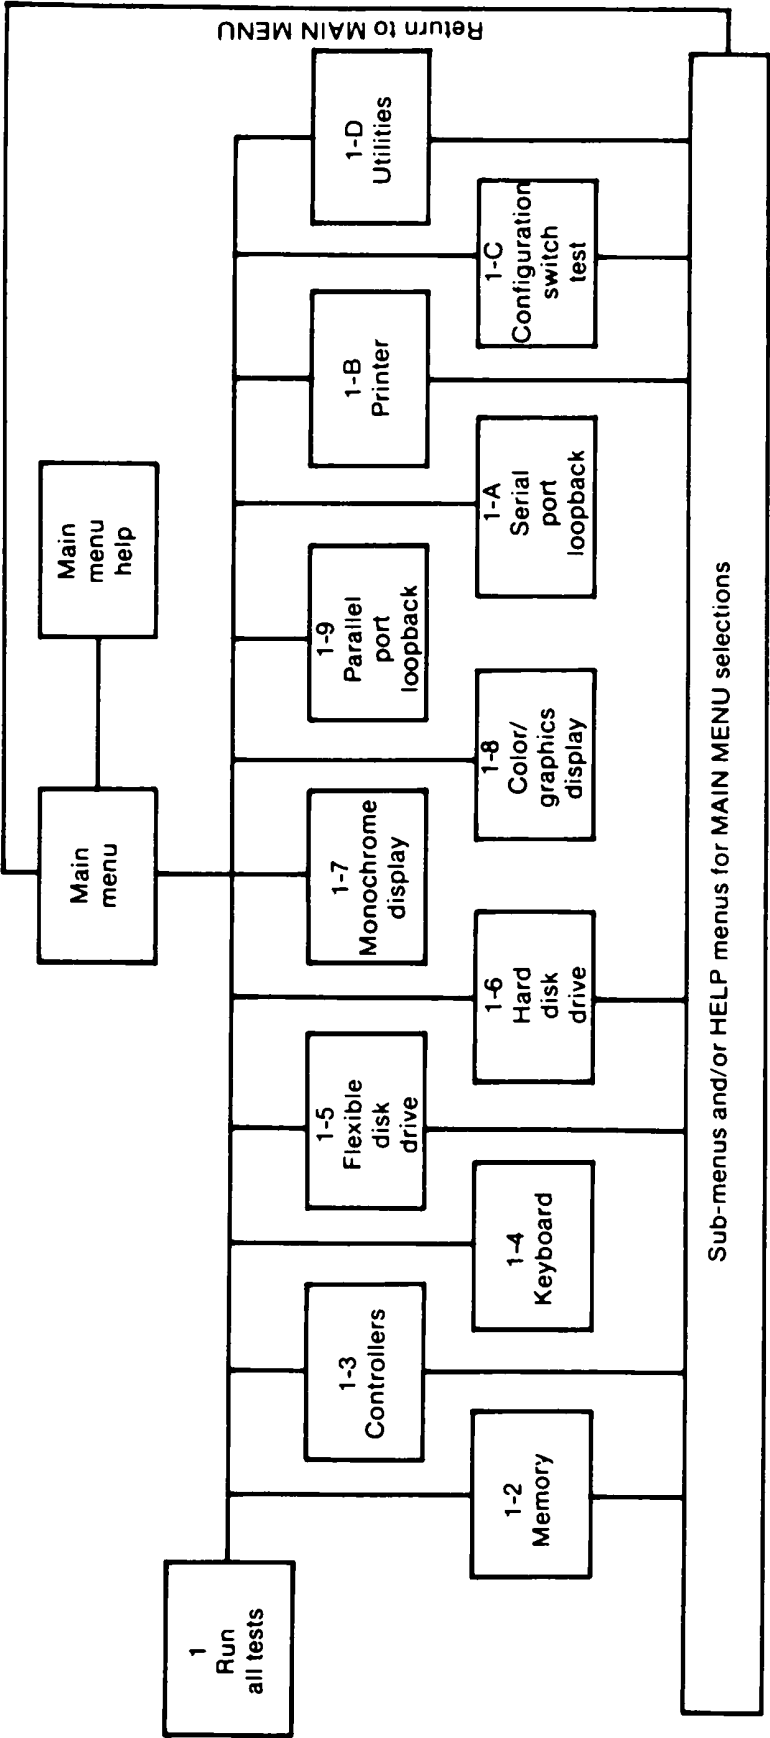 Return to MAIN MENU
Main
menu
Main
menu
help
1
Run
all tests
1-2
Memory
1-3
Controllers
1-4
Keyboard
1-5
Flexible
disk
drive
1-6
Hard
disk
drive
1-7
Monochrome
display
1-8
Color/
graphics
display
1-9
Parallel
port
loopback
1-A
Serial
port
loopback
1-B
Printer
1-C
Configuration
switch
test
1-D
Utilities
Sub-menus and/or HELP menus for MAIN MENU selections